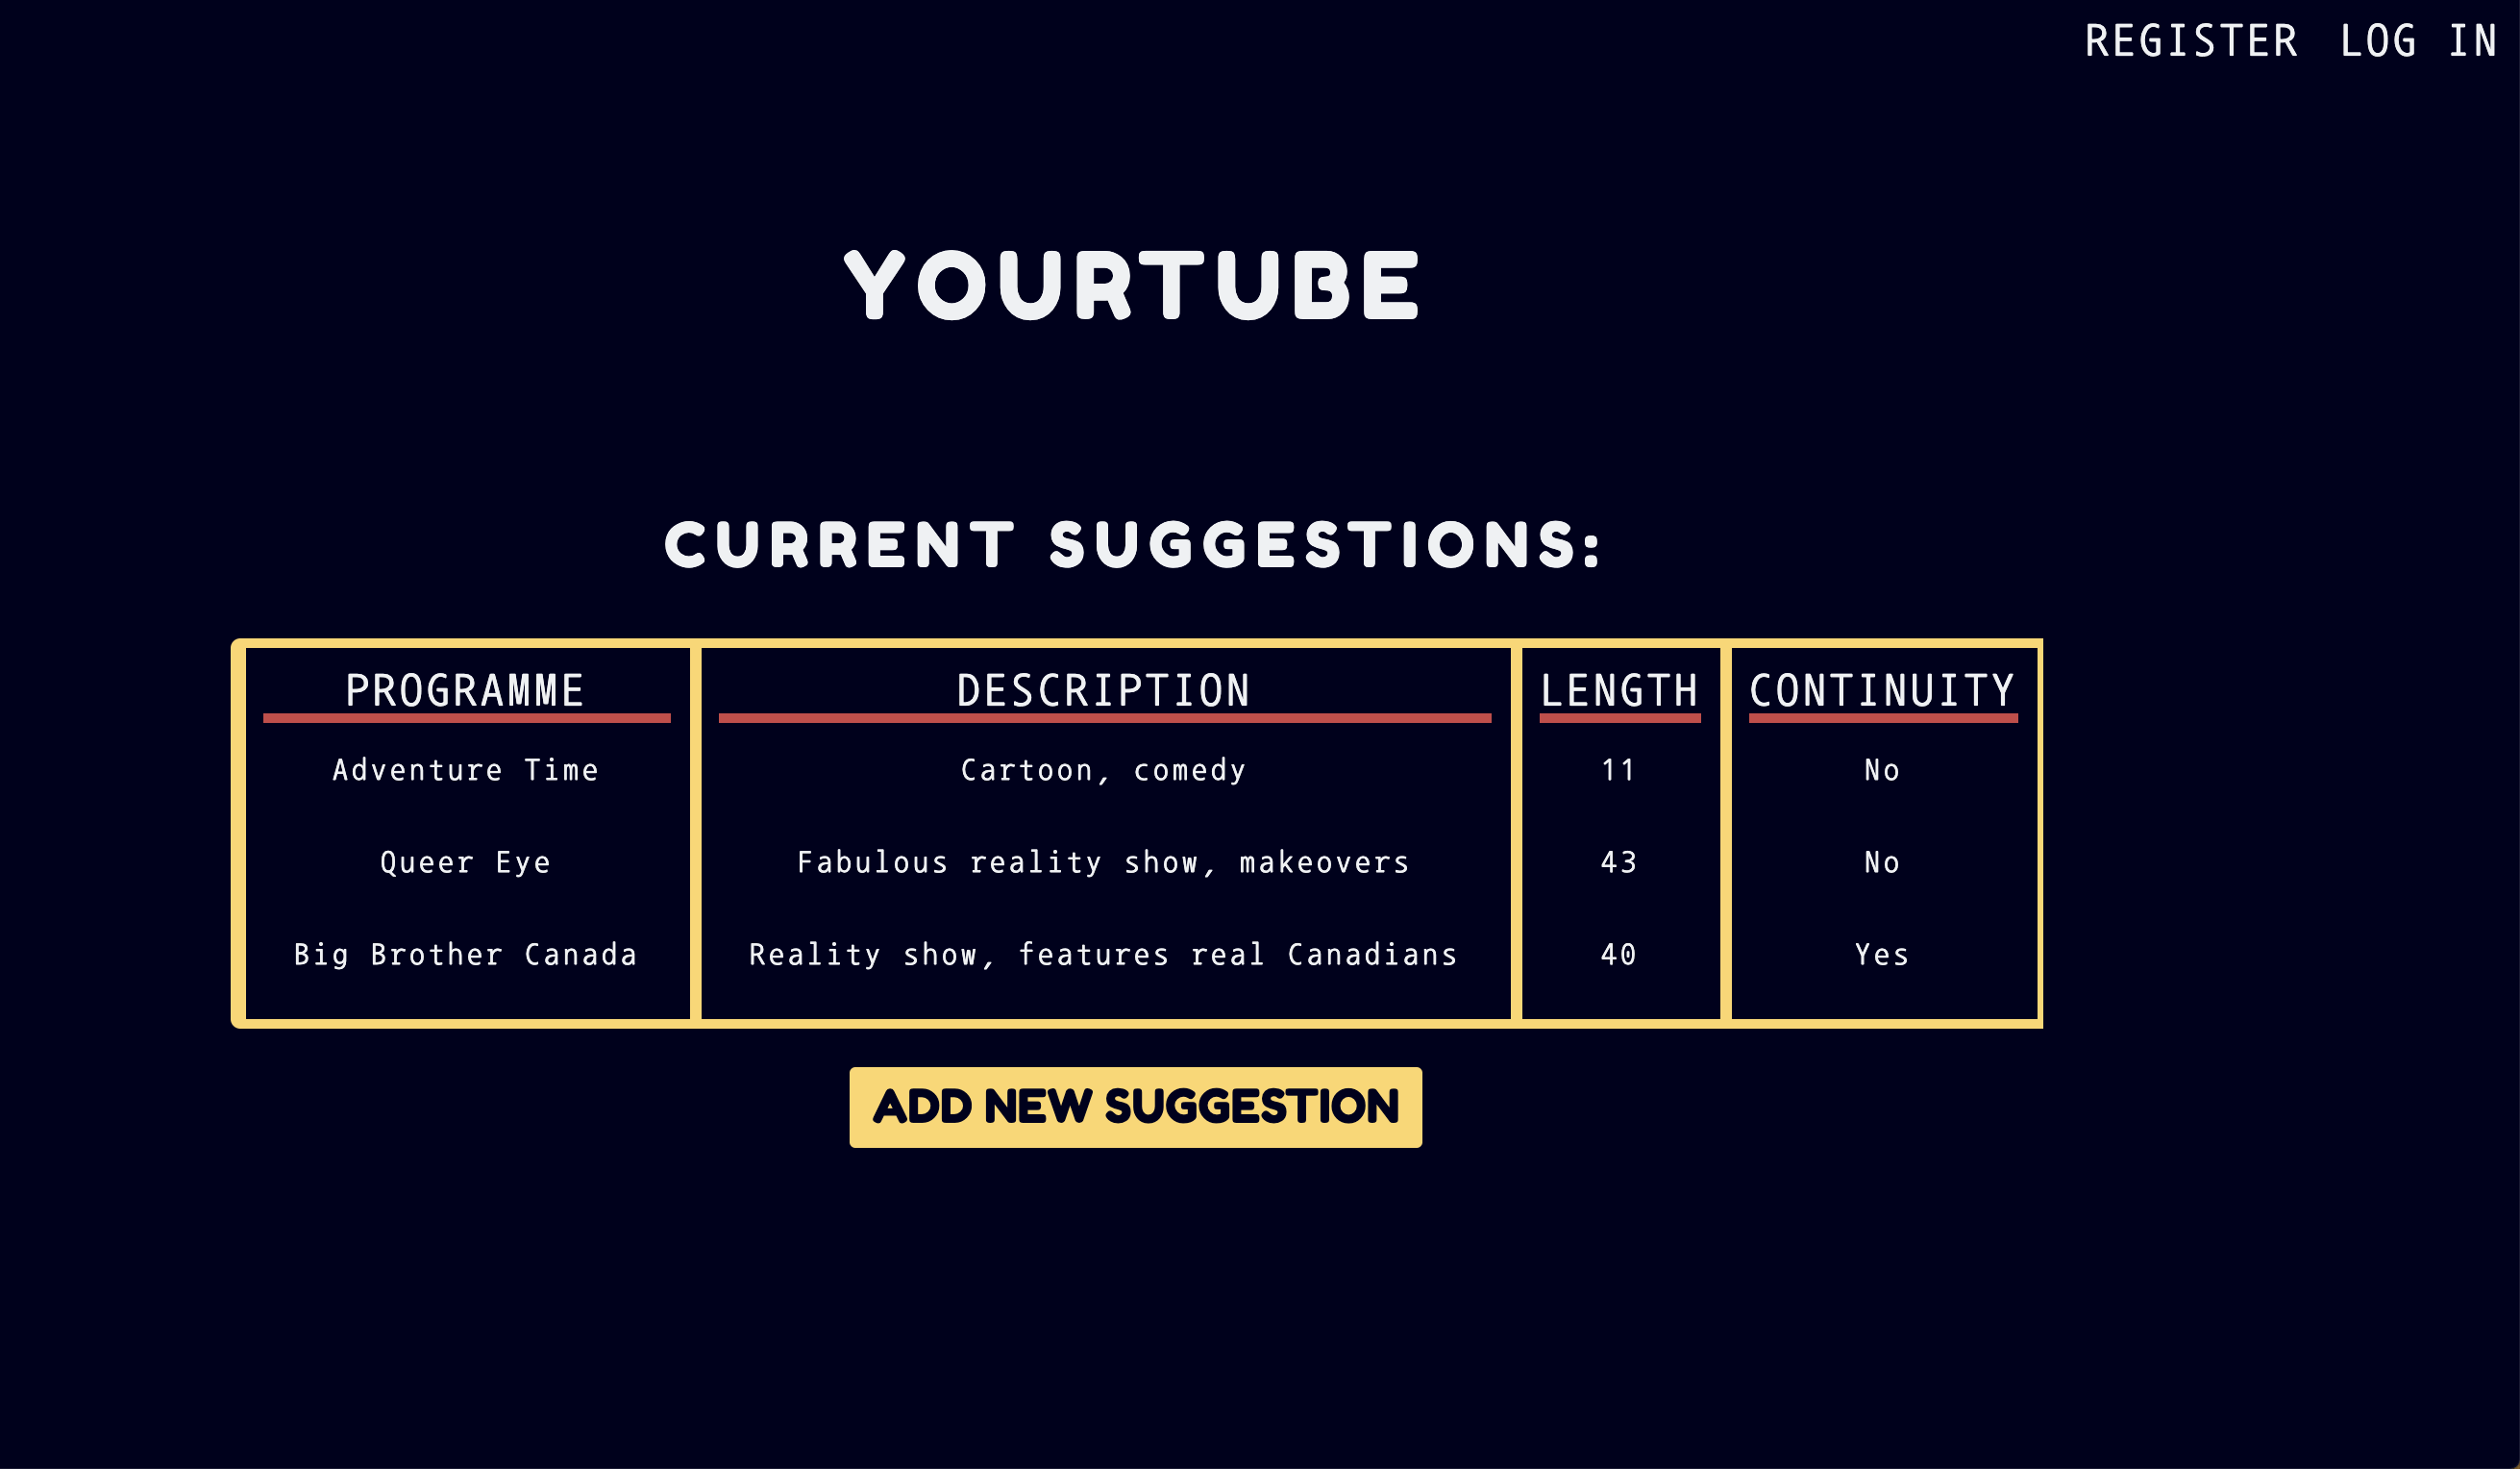 REGISTER LOG IN
YOURTUBE
CURRENT SUGGESTIONS:
PROGRAMME DESCRIPTION LENGTH CONTINUITY
Adventure Time Cartoon, comedy 11 No
Queer Eye Fabulous reality show, makeovers 43 No
Big Brother Canada Reality show, features real Canadians 40 Yes
ADD NEW SUGGESTION